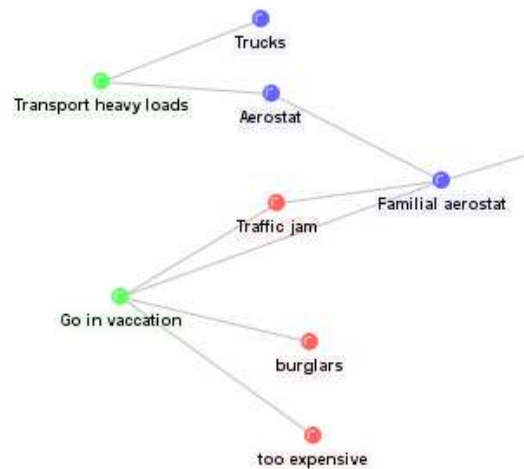 Trucks
Transport heavy loads
Aerostat
Familial aerostat
Traffic jam
Go in vaccation
burglars
too expensive